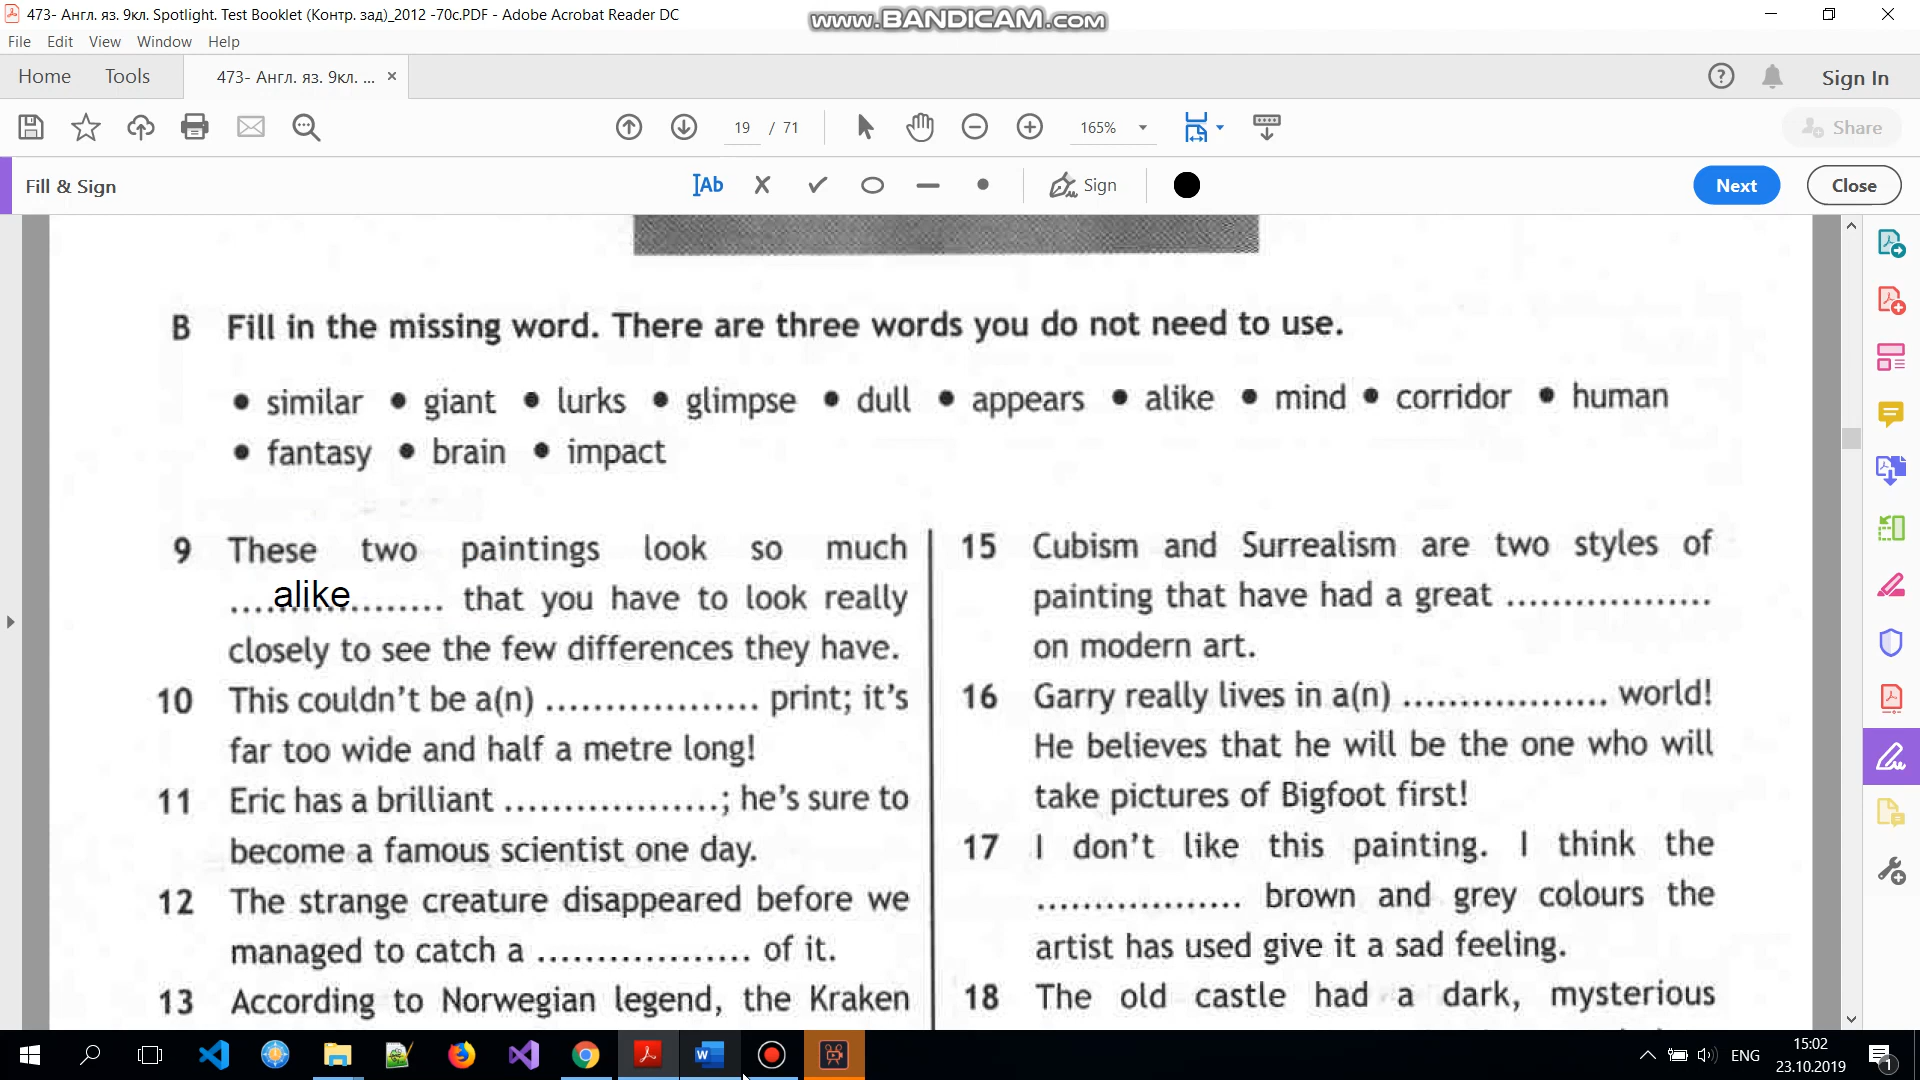 473- Англ. яз. 9кл. Spotlight. Test Booklet (Контр. зад)_2012 -70с.PDF - Adobe Acrobat Reader DC
www.BANDICAM.com
File Edit View Window Help
Home Tools 473- Англ. яз. 9кл. ... × Sign In
19 / 71 165% Share
Fill & Sign Ab Sign Next Close
B Fill in the missing word. There are three words you do not need to use.
• similar • giant • lurks • glimpse • dull • appears • alike • mind • corridor • human
• fantasy • brain • impact
9 These two paintings look so much
....alike........ that you have to look really
closely to see the few differences they have.
10 This couldn't be a(n) ................... print; it's
far too wide and half a metre long!
11 Eric has a brilliant ...................; he's sure to
become a famous scientist one day.
12 The strange creature disappeared before we
managed to catch a ................... of it.
13 According to Norwegian legend, the Kraken
15 Cubism and Surrealism are two styles of
painting that have had a great ...................
on modern art.
16 Garry really lives in a(n) ................... world!
He believes that he will be the one who will
take pictures of Bigfoot first!
17 I don't like this painting. I think the
................... brown and grey colours the
artist has used give it a sad feeling.
18 The old castle had a dark, mysterious
ENG
15:02
23.10.2019
1